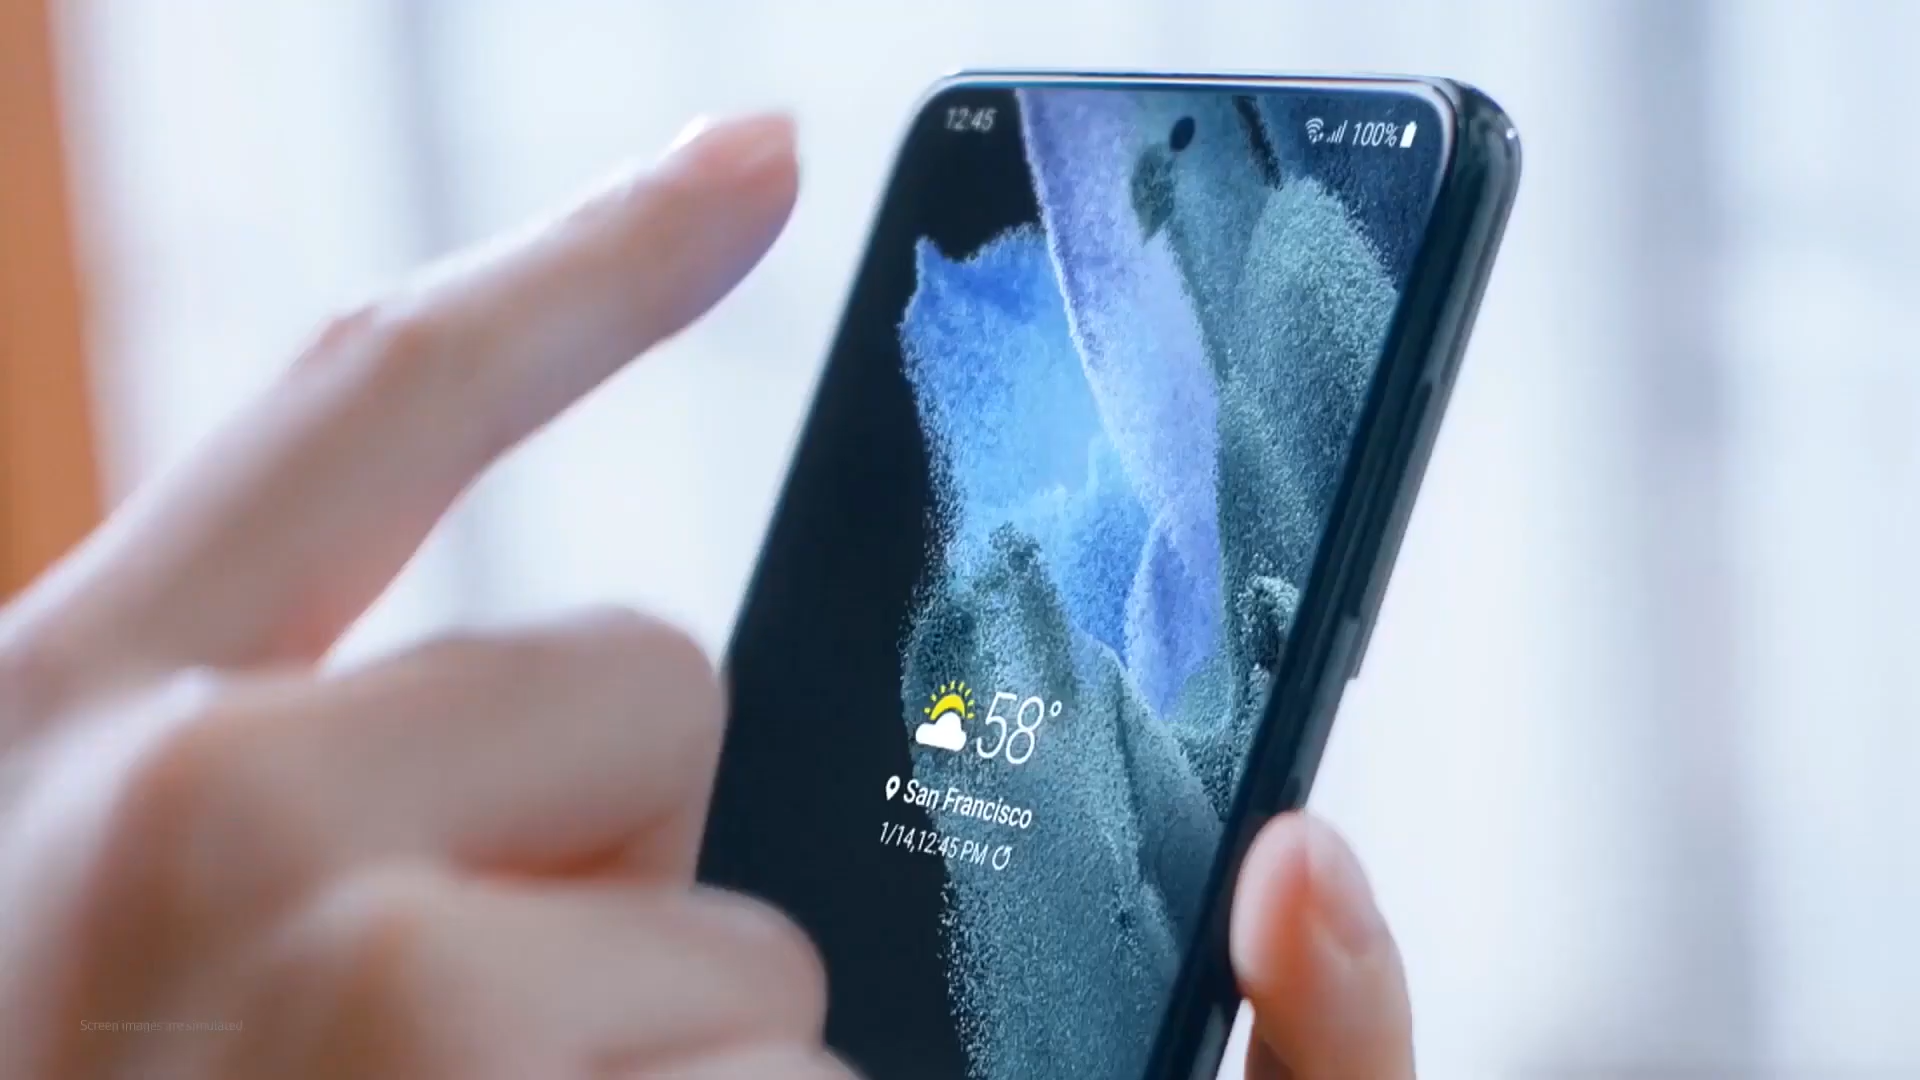 12:45
100%
58°
San Francisco
1/14,12:45 PM
Screen images are simulated.